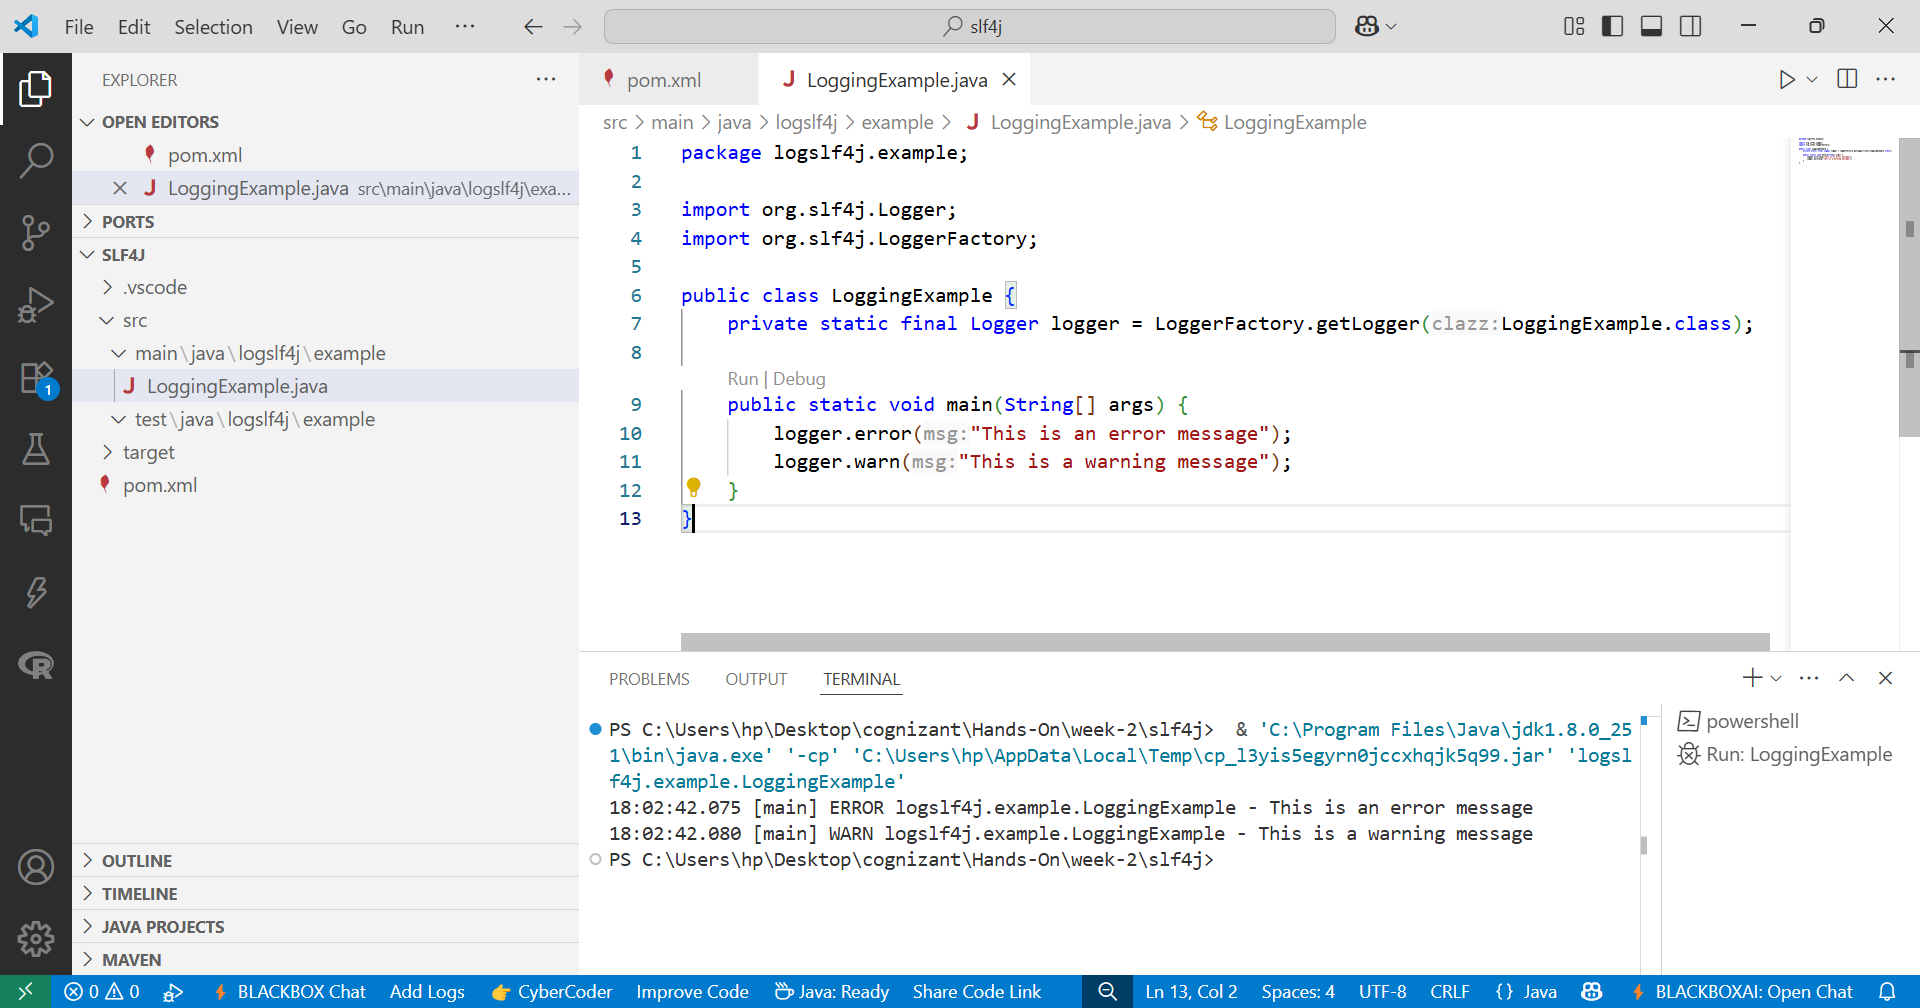 File Edit Selection View Go Run ··· slf4j
EXPLORER ···
OPEN EDITORS
pom.xml
LoggingExample.java src\main\java\logslf4j\exa...
PORTS
SLF4J
.vscode
src
main\java\logslf4j\example
LoggingExample.java
test\java\logslf4j\example
target
pom.xml
OUTLINE
TIMELINE
JAVA PROJECTS
MAVEN
1
pom.xml LoggingExample.java
src > main > java > logslf4j > example > LoggingExample.java > LoggingExample
1 package logslf4j.example;
2
3 import org.slf4j.Logger;
4 import org.slf4j.LoggerFactory;
5
6 public class LoggingExample {
7 private static final Logger logger = LoggerFactory.getLogger(clazz:LoggingExample.class);
8
Run | Debug
9 public static void main(String[] args) {
10 logger.error(msg:"This is an error message");
11 logger.warn(msg:"This is a warning message");
12 }
13 }
PROBLEMS OUTPUT TERMINAL
PS C:\Users\hp\Desktop\cognizant\Hands-On\week-2\slf4j> & 'C:\Program Files\Java\jdk1.8.0_25
1\bin\java.exe' '-cp' 'C:\Users\hp\AppData\Local\Temp\cp_l3yis5egyrn0jccxhqjk5q99.jar' 'logsl
f4j.example.LoggingExample'
18:02:42.075 [main] ERROR logslf4j.example.LoggingExample - This is an error message
18:02:42.080 [main] WARN logslf4j.example.LoggingExample - This is a warning message
PS C:\Users\hp\Desktop\cognizant\Hands-On\week-2\slf4j>
powershell
Run: LoggingExample
0 0 BLACKBOX Chat Add Logs CyberCoder Improve Code Java: Ready Share Code Link Ln 13, Col 2 Spaces: 4 UTF-8 CRLF {} Java BLACKBOXAI: Open Chat